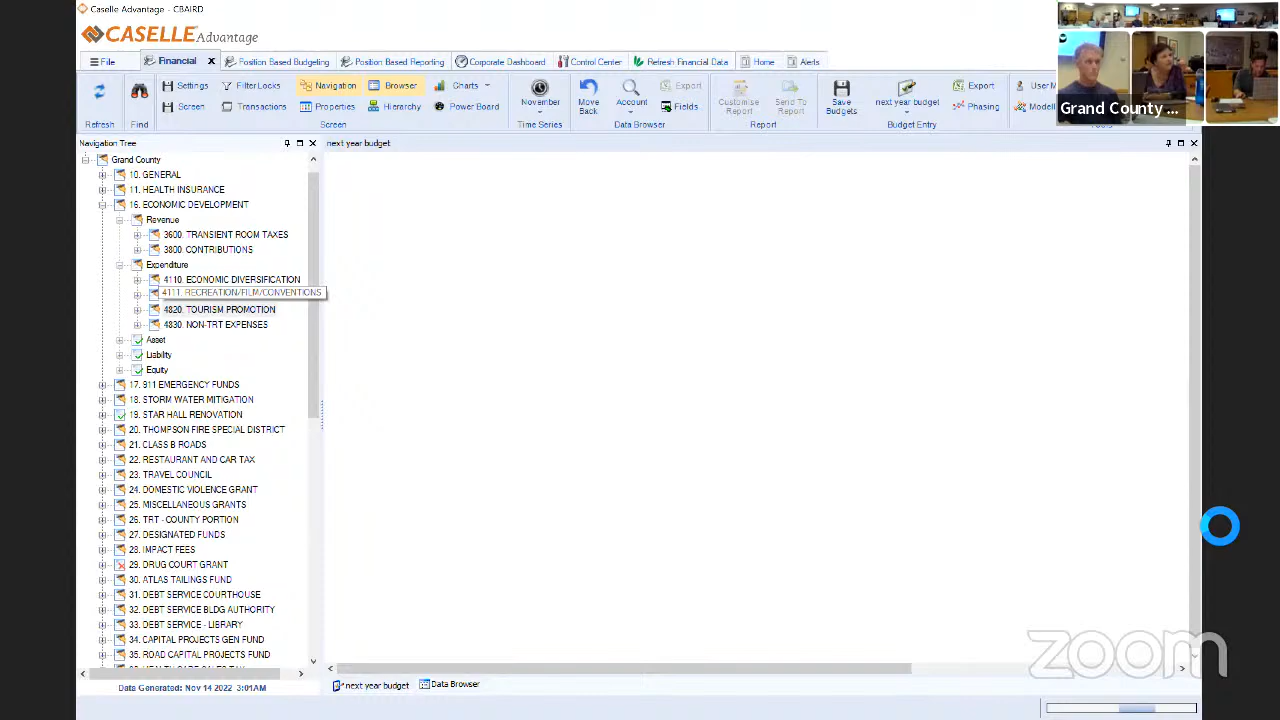 Caselle Advantage - CBAIRD
CASELLE Advantage
File
Financial
Position Based Budgeting
Position Based Reporting
Corporate Dashboard
Control Center
Refresh Financial Data
Home
Alerts
Settings
Filter Locks
Navigation
Browser
Charts
Screen
Transactions
Properties
Hierarchy
Power Board
Refresh
Find
Screen
November
Time Series
Move Back
Account
Export
Fields
Data Browser
Customise Report
Send To Report
Report
Save Budgets
next year budget
Budget Entry
Export
Phasing
User M
Modeli
Grand County ...
Navigation Tree
next year budget
Grand County
10. GENERAL
11. HEALTH INSURANCE
16. ECONOMIC DEVELOPMENT
Revenue
3600. TRANSIENT ROOM TAXES
3800. CONTRIBUTIONS
Expenditure
4110. ECONOMIC DIVERSIFICATION
4111. RECREATION/FILM/CONVENTIONS
4820. TOURISM PROMOTION
4830. NON-TRT EXPENSES
Asset
Liability
Equity
17. 911 EMERGENCY FUNDS
18. STORM WATER MITIGATION
19. STAR HALL RENOVATION
20. THOMPSON FIRE SPECIAL DISTRICT
21. CLASS B ROADS
22. RESTAURANT AND CAR TAX
23. TRAVEL COUNCIL
24. DOMESTIC VIOLENCE GRANT
25. MISCELLANEOUS GRANTS
26. TRT - COUNTY PORTION
27. DESIGNATED FUNDS
28. IMPACT FEES
29. DRUG COURT GRANT
30. ATLAS TAILINGS FUND
31. DEBT SERVICE COURTHOUSE
32. DEBT SERVICE BLDG AUTHORITY
33. DEBT SERVICE - LIBRARY
34. CAPITAL PROJECTS GEN FUND
35. ROAD CAPITAL PROJECTS FUND
Data Generated: Nov 14 2022 3:01AM
*next year budget
Data Browser
zoom